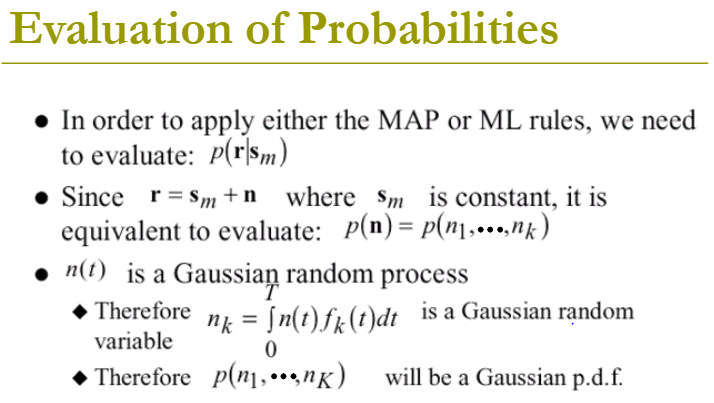 Evaluation of Probabilities
● In order to apply either the MAP or ML rules, we need
to evaluate: p(r|sₘ)
● Since r = sₘ + n where sₘ is constant, it is
equivalent to evaluate: p(n) = p(n₁,•••,nₖ)
● n(t) is a Gaussian random process
◆ Therefore nₖ = ∫₀ᵀ n(t) fₖ(t)dt is a Gaussian random
variable
◆ Therefore p(n₁,•••,n_K) will be a Gaussian p.d.f.